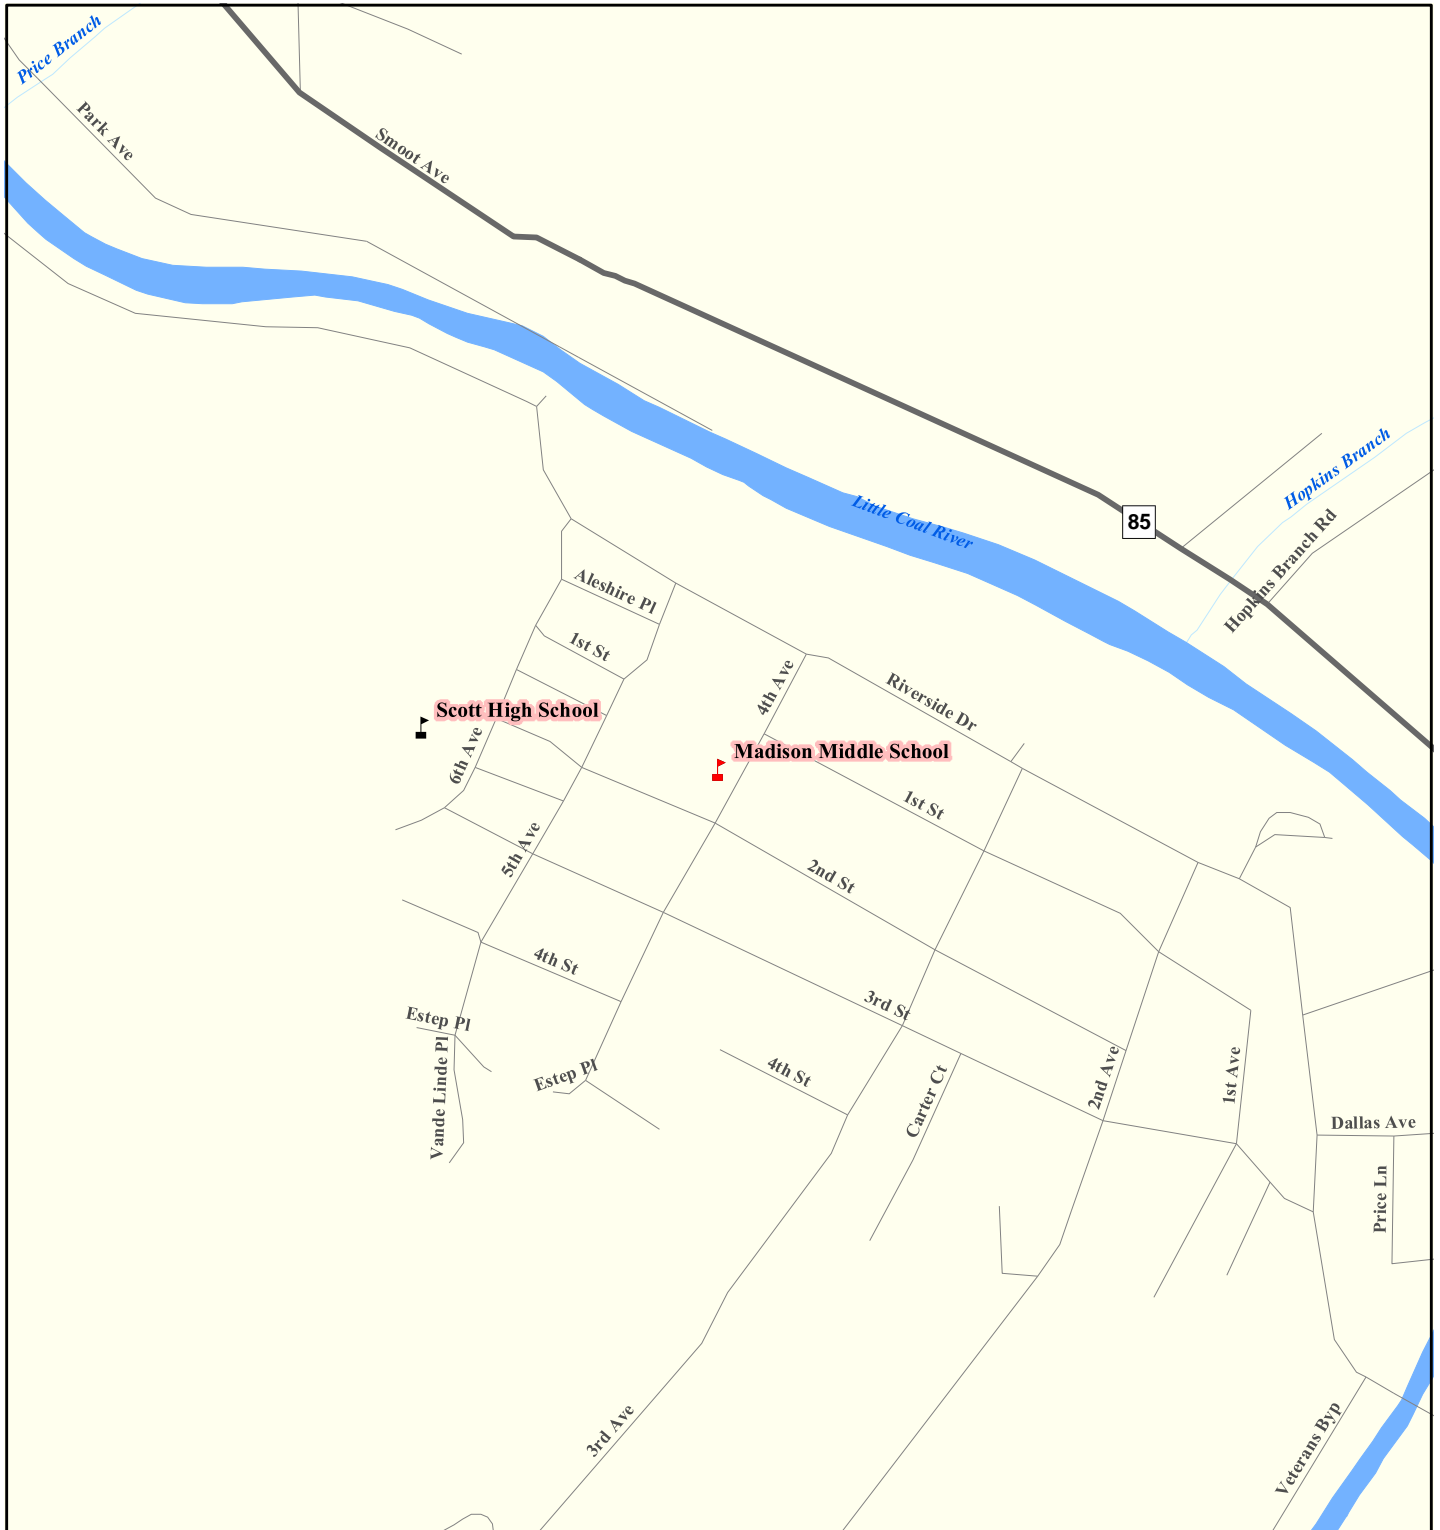 Price Branch
Park Ave
Smoot Ave
Hopkins Branch
Little Coal River
85
Hopkins Branch Rd
Aleshire Pl
1st St
4th Ave
Riverside Dr
Scott High School
6th Ave
Madison Middle School
1st St
5th Ave
2nd St
4th St
3rd St
Estep Pl
Vande Linde Pl
Estep Pl
4th St
Carter Ct
2nd Ave
1st Ave
Dallas Ave
Price Ln
3rd Ave
Veterans Byp